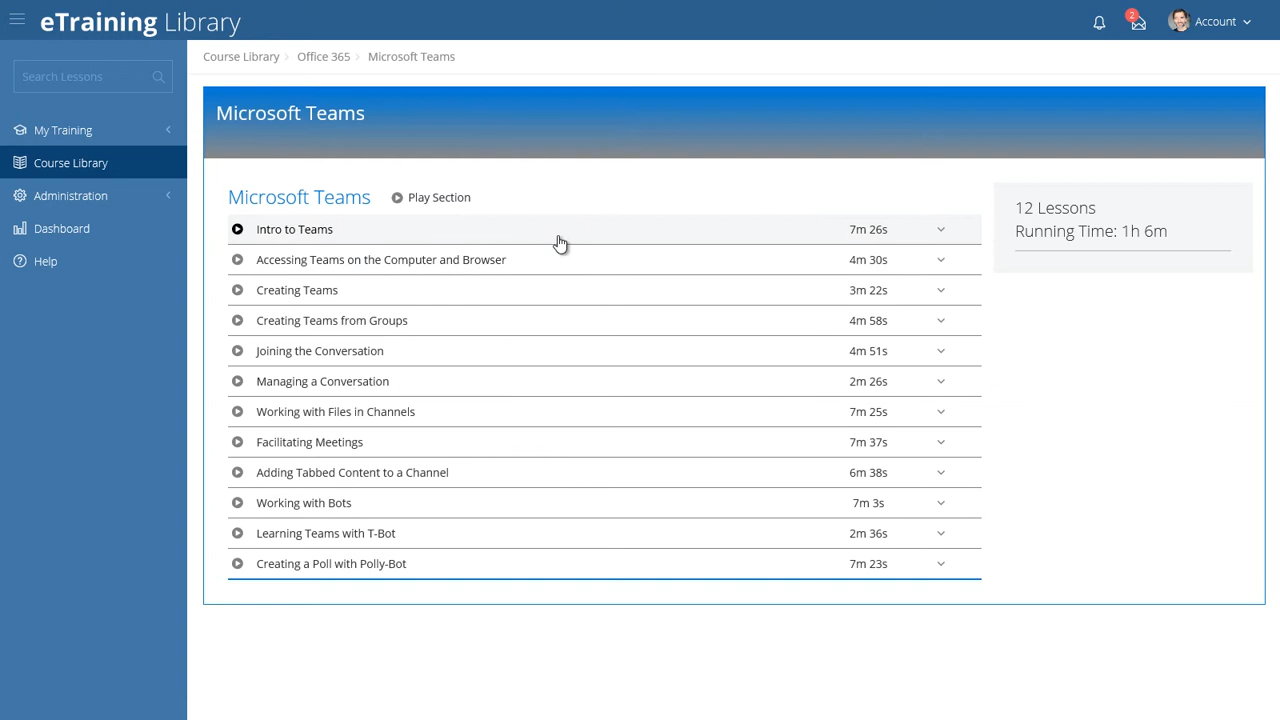 eTraining Library
2
Account
Search Lessons
My Training
Course Library
Administration
Dashboard
Help
Course Library
Office 365
Microsoft Teams
Microsoft Teams
Microsoft Teams
Play Section
Intro to Teams 7m 26s
Accessing Teams on the Computer and Browser 4m 30s
Creating Teams 3m 22s
Creating Teams from Groups 4m 58s
Joining the Conversation 4m 51s
Managing a Conversation 2m 26s
Working with Files in Channels 7m 25s
Facilitating Meetings 7m 37s
Adding Tabbed Content to a Channel 6m 38s
Working with Bots 7m 3s
Learning Teams with T-Bot 2m 36s
Creating a Poll with Polly-Bot 7m 23s
12 Lessons
Running Time: 1h 6m